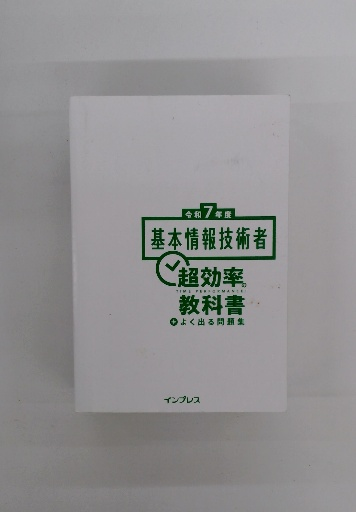 令和7年度
基本情報技術者
超効率の
TIME PERFORMANCE!
教科書
+よく出る問題集
インプレス